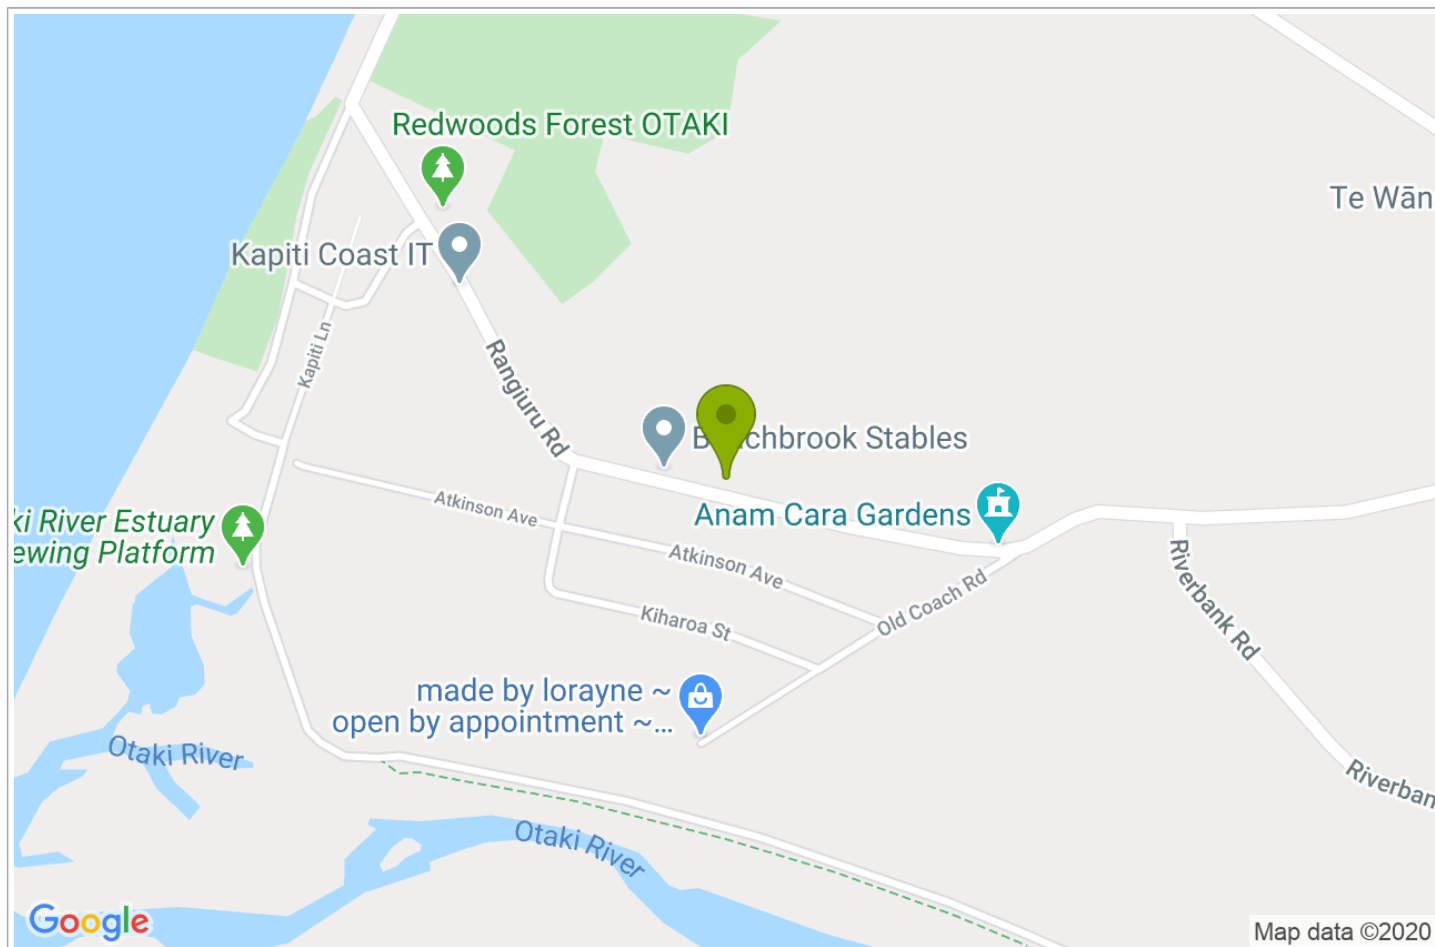 Redwoods Forest OTAKI
Te Wān
Kapiti Coast IT
Kapiti Ln
Rangiuru Rd
Stables
Atkinson Ave
Anam Cara Gardens
ki River Estuary
ewing Platform
Atkinson Ave
Old Coach Rd
Riverbank Rd
Kiharoa St
made by lorayne ~
open by appointment ~...
Otaki River
Riverban
Otaki River
Google
Map data ©2020